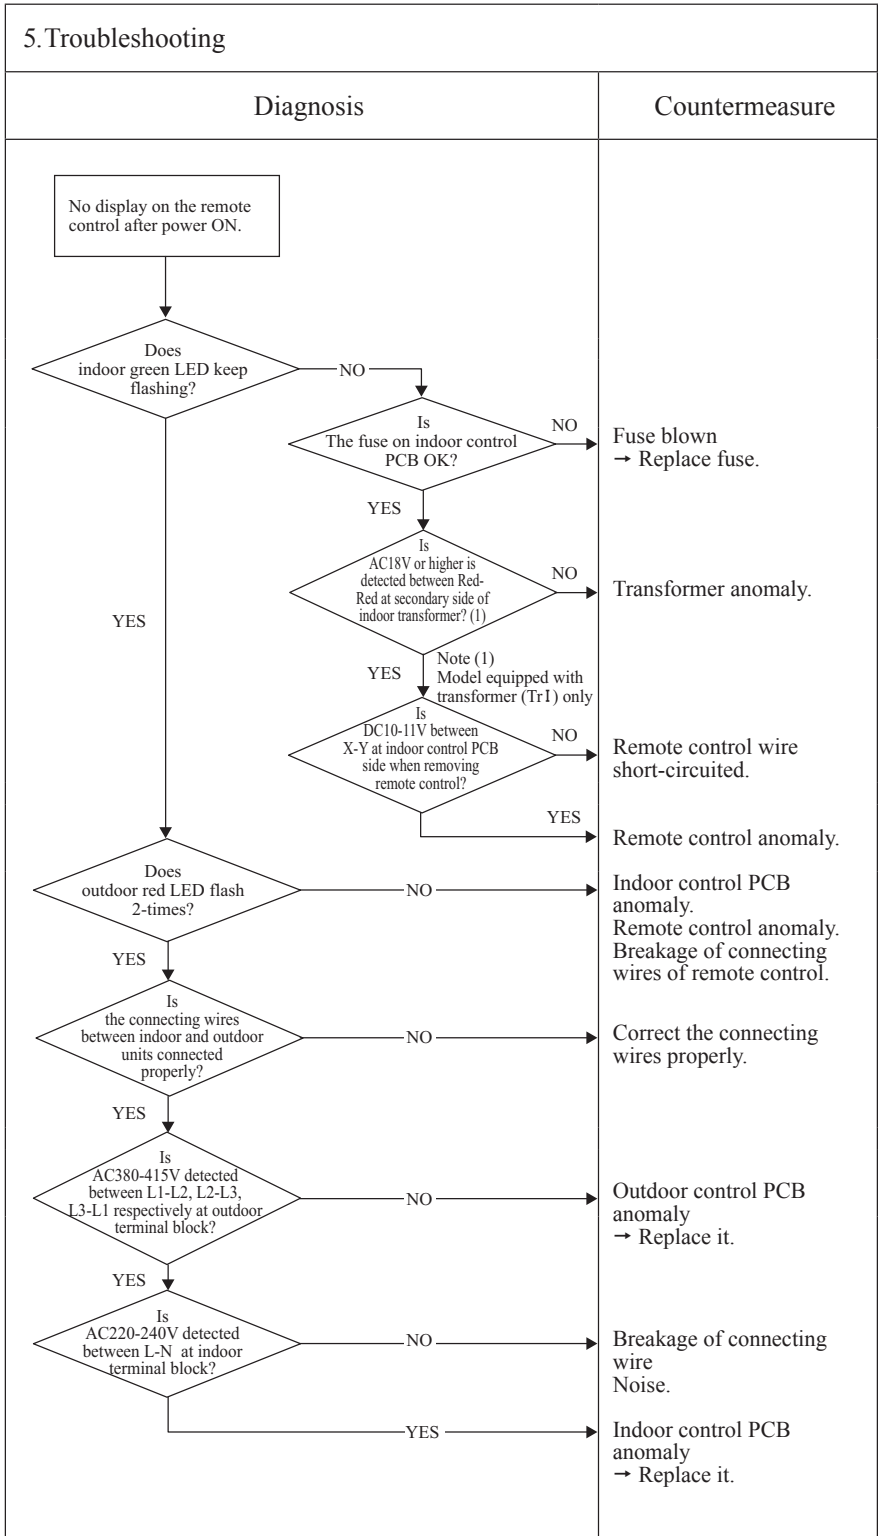 5.Troubleshooting
Diagnosis
Countermeasure
No display on the remote
control after power ON.
Does
indoor green LED keep
flashing?
NO
Is
The fuse on indoor control
PCB OK?
NO
Fuse blown
→ Replace fuse.
YES
Is
AC18V or higher is
detected between Red-
Red at secondary side of
indoor transformer? (1)
NO
Transformer anomaly.
YES
YES
Note (1)
Model equipped with
transformer (TrI) only
Is
DC10-11V between
X-Y at indoor control PCB
side when removing
remote control?
NO
Remote control wire
short-circuited.
YES
Remote control anomaly.
Does
outdoor red LED flash
2-times?
NO
Indoor control PCB
anomaly.
Remote control anomaly.
Breakage of connecting
wires of remote control.
YES
Is
the connecting wires
between indoor and outdoor
units connected
properly?
NO
Correct the connecting
wires properly.
YES
Is
AC380-415V detected
between L1-L2, L2-L3,
L3-L1 respectively at outdoor
terminal block?
NO
Outdoor control PCB
anomaly
→ Replace it.
YES
Is
AC220-240V detected
between L-N at indoor
terminal block?
NO
Breakage of connecting
wire
Noise.
YES
Indoor control PCB
anomaly
→ Replace it.